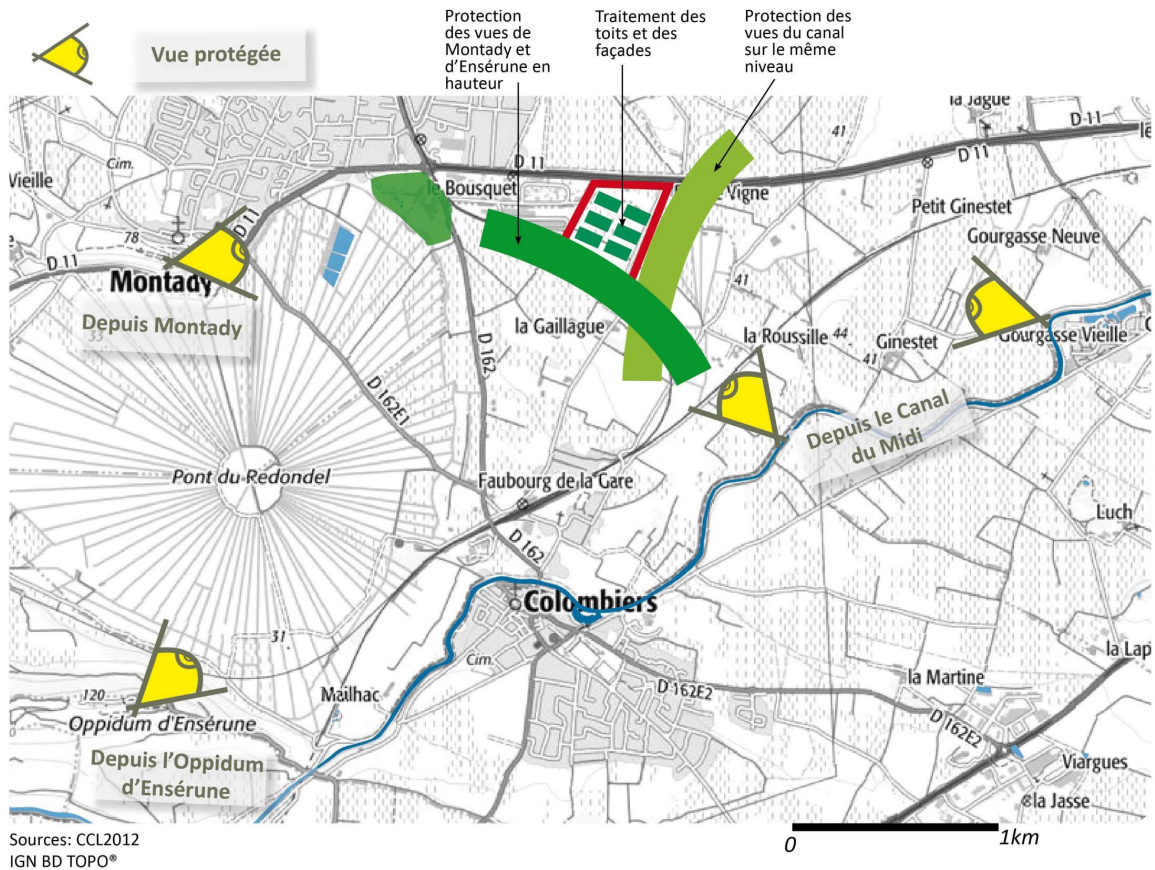 Vue protégée
Protection
des vues de
Montady et
d'Ensérune en
hauteur
Traitement des
toits et des
façades
Protection des
vues du canal
sur le même
niveau
la Jague
D 11
41
Cim.
Vieille
D 11
le Bousquet
Vigne
Petit Ginestet
Gourgasse Neuve
78
D 11
D 11
Montady
Depuis Montady
41
la Gaillague
D 162
la Roussille
44
41
Ginestet
Gourgasse Vieille
D 162E1
Depuis le Canal
du Midi
Pont du Redondel
Faubourg de la Gare
Luch
D 162
Colombiers
31
Cim.
la Lap
D 162E2
la Martine
Mailhac
120
Oppidum d'Ensérune
D 162E2
Depuis l'Oppidum
d'Ensérune
Viargues
la Jasse
Sources: CCL2012
IGN BD TOPO®
0
1km